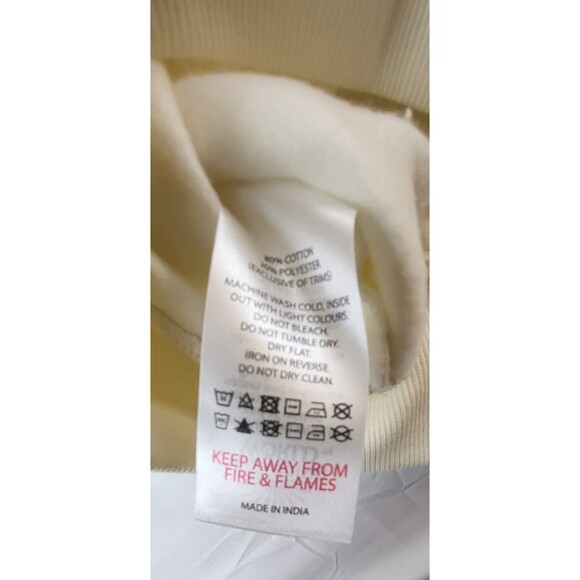 80% COTTON
20% POLYESTER
(EXCLUSIVE OF TRIMS)
MACHINE WASH COLD, INSIDE
OUT WITH LIGHT COLOURS.
DO NOT BLEACH.
DO NOT TUMBLE DRY.
DRY FLAT.
IRON ON REVERSE.
DO NOT DRY CLEAN.
KEEP AWAY FROM
FIRE & FLAMES
MADE IN INDIA